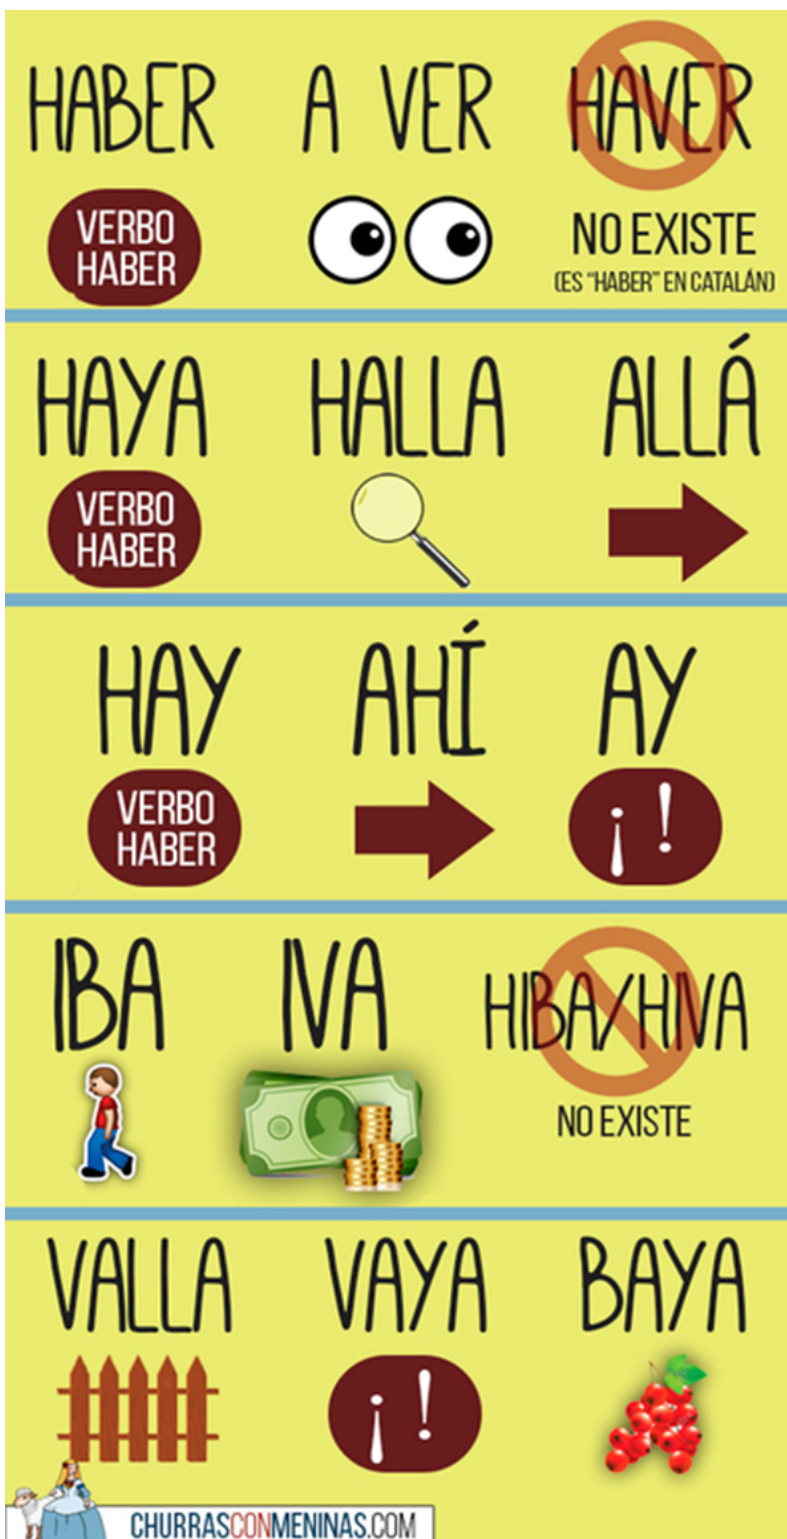 HABER A VER HAVER
VERBO HABER
NO EXISTE
(ES "HABER" EN CATALÁN)
HAYA HALLA ALLÁ
VERBO HABER
HAY AHÍ AY
VERBO HABER
¡ !
IBA IVA HIBA/HIVA
NO EXISTE
VALLA VAYA BAYA
¡ !
CHURRASCONMENINAS.COM